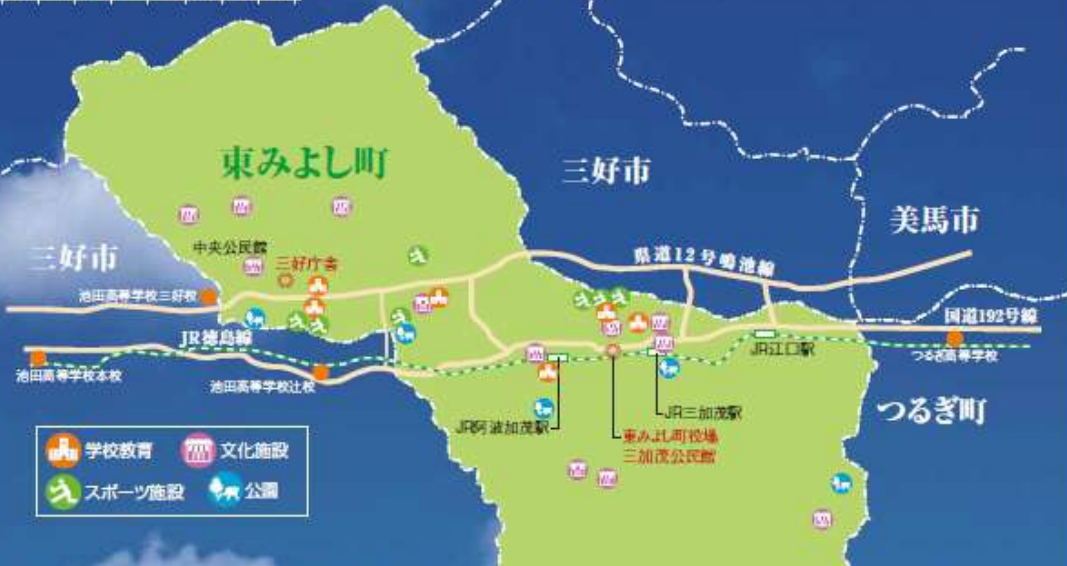 東みよし町
三好市
美馬市
中央公民館
三好庁舎
県道12号鳴池線
三好市
池田高等学校三好校
国道192号線
JR徳島線
JR江口駅
つるぎ高等学校
池田高等学校本校
池田高等学校辻校
JR三加茂駅
つるぎ町
JR阿波加茂駅
東みよし町役場
三加茂公民館
学校教育
文化施設
スポーツ施設
公園